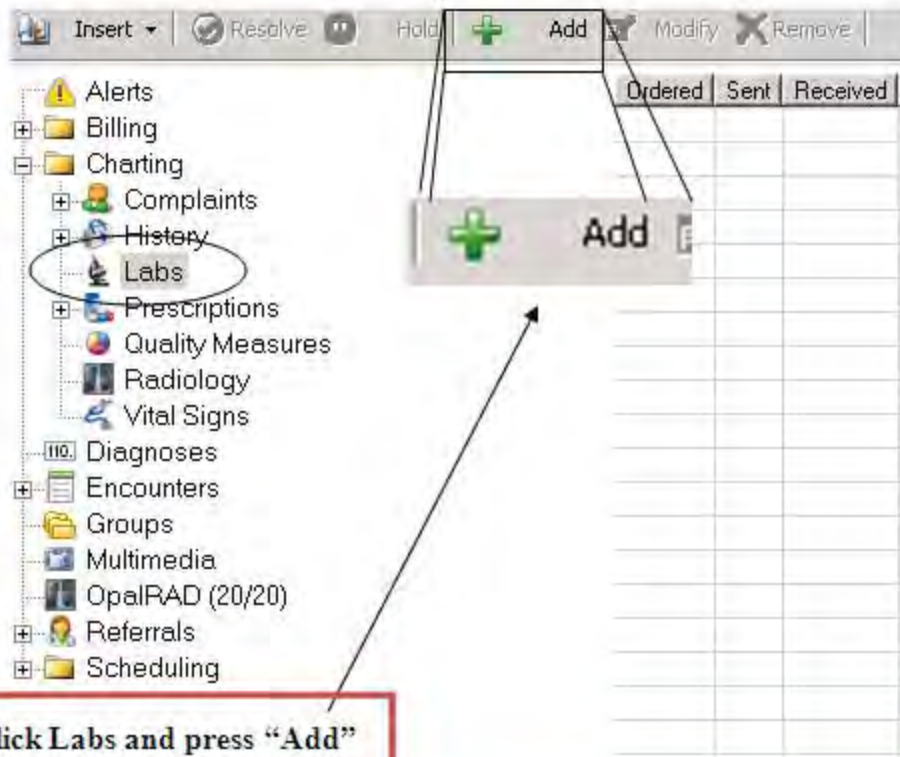 Insert Resolve Hold Add Modify Remove
Ordered Sent Received
Alerts
Billing
Charting
Complaints
History
Labs
Prescriptions
Quality Measures
Radiology
Vital Signs
110. Diagnoses
Encounters
Groups
Multimedia
OpalRAD (20/20)
Referrals
Scheduling
Add
lick Labs and press “Add”